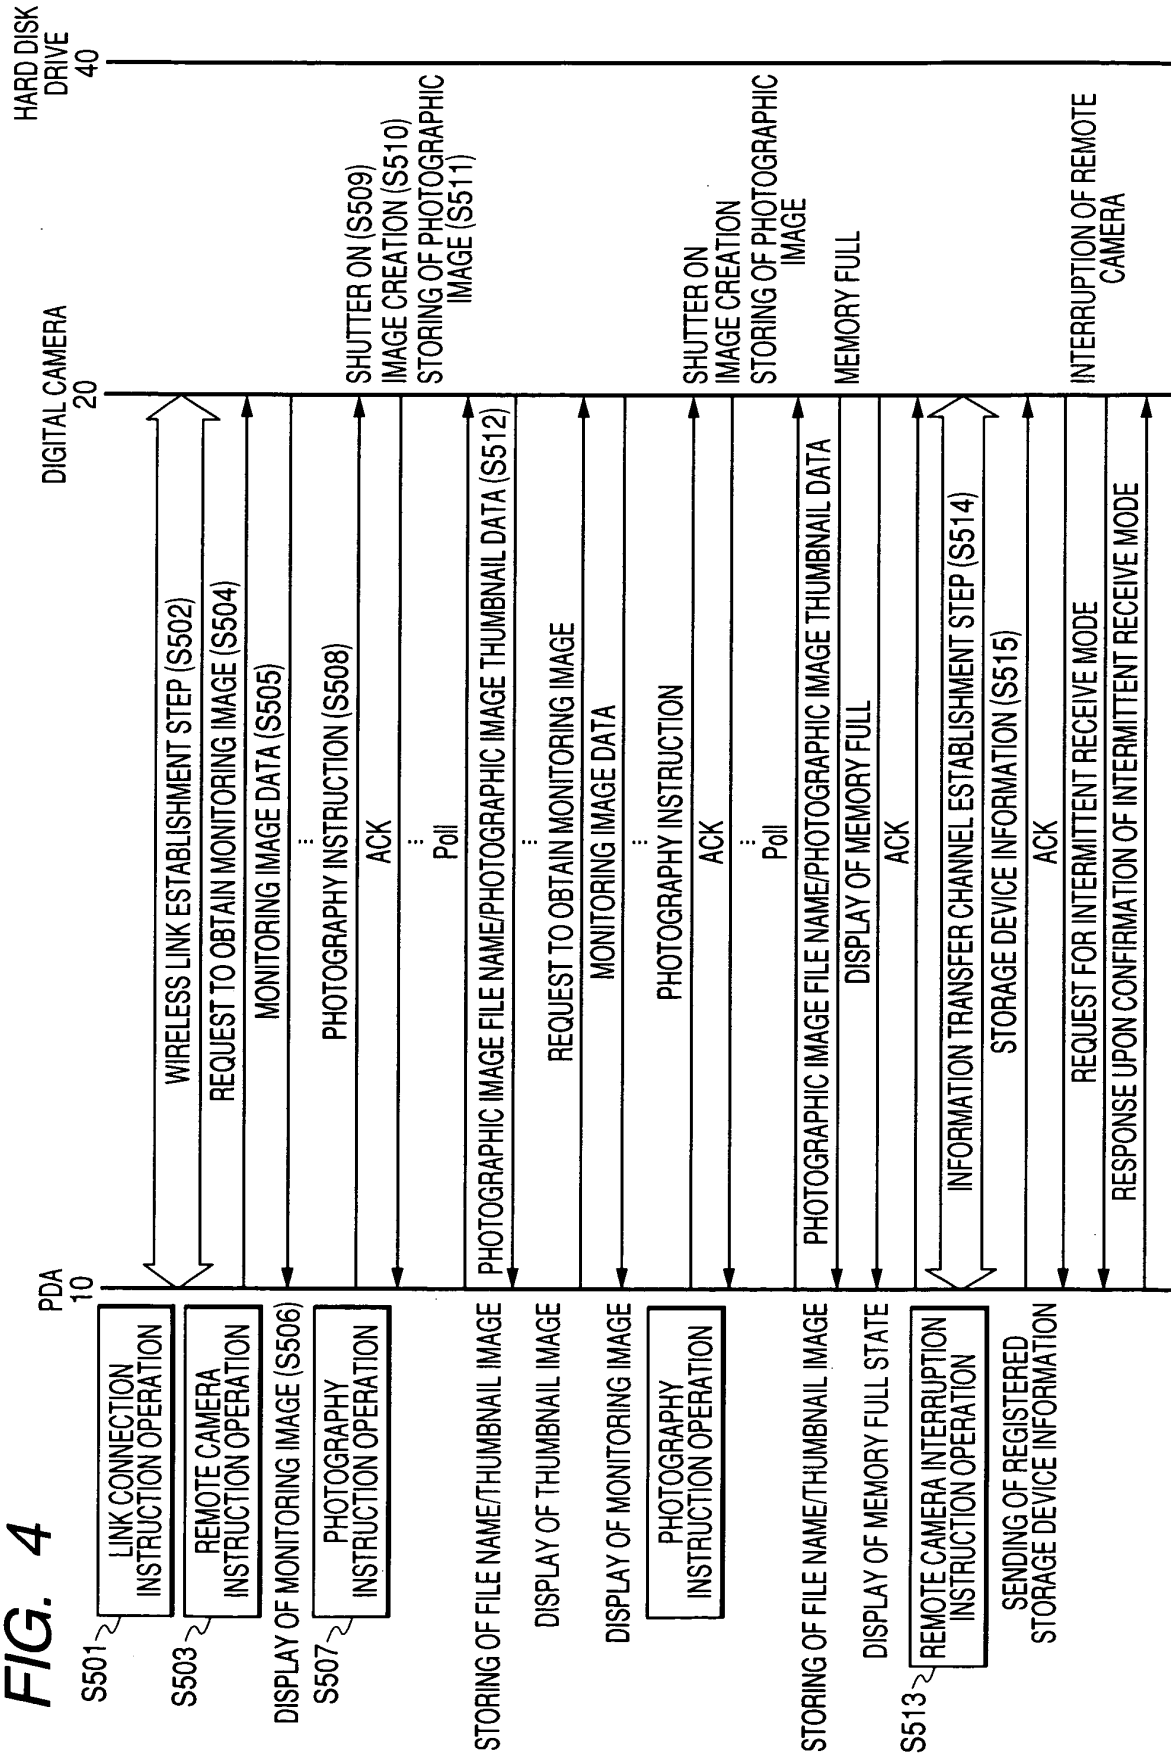 FIG. 4
PDA
10
DIGITAL CAMERA
20
HARD DISK
DRIVE
40
S501
LINK CONNECTION
INSTRUCTION OPERATION
WIRELESS LINK ESTABLISHMENT STEP (S502)
S503
REMOTE CAMERA
INSTRUCTION OPERATION
REQUEST TO OBTAIN MONITORING IMAGE (S504)
MONITORING IMAGE DATA (S505)
DISPLAY OF MONITORING IMAGE (S506)
S507
PHOTOGRAPHY
INSTRUCTION OPERATION
PHOTOGRAPHY INSTRUCTION (S508)
ACK
SHUTTER ON (S509)
IMAGE CREATION (S510)
STORING OF PHOTOGRAPHIC
IMAGE (S511)
Poll
PHOTOGRAPHIC IMAGE FILE NAME/PHOTOGRAPHIC IMAGE THUMBNAIL DATA (S512)
STORING OF FILE NAME/THUMBNAIL IMAGE
DISPLAY OF THUMBNAIL IMAGE
REQUEST TO OBTAIN MONITORING IMAGE
MONITORING IMAGE DATA
DISPLAY OF MONITORING IMAGE
PHOTOGRAPHY
INSTRUCTION OPERATION
PHOTOGRAPHY INSTRUCTION
ACK
SHUTTER ON
IMAGE CREATION
STORING OF PHOTOGRAPHIC
IMAGE
Poll
PHOTOGRAPHIC IMAGE FILE NAME/PHOTOGRAPHIC IMAGE THUMBNAIL DATA
STORING OF FILE NAME/THUMBNAIL IMAGE
MEMORY FULL
DISPLAY OF MEMORY FULL
DISPLAY OF MEMORY FULL STATE
ACK
S513
REMOTE CAMERA INTERRUPTION
INSTRUCTION OPERATION
INFORMATION TRANSFER CHANNEL ESTABLISHMENT STEP (S514)
SENDING OF REGISTERED
STORAGE DEVICE INFORMATION
STORAGE DEVICE INFORMATION (S515)
ACK
REQUEST FOR INTERMITTENT RECEIVE MODE
INTERRUPTION OF REMOTE
CAMERA
RESPONSE UPON CONFIRMATION OF INTERMITTENT RECEIVE MODE